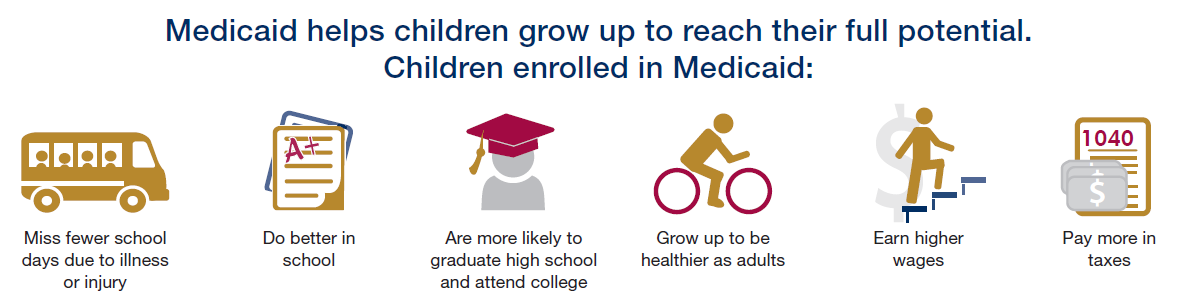 Medicaid helps children grow up to reach their full potential.
Children enrolled in Medicaid:
A+
1040
$
$
Miss fewer school
days due to illness
or injury
Do better in
school
Are more likely to
graduate high school
and attend college
Grow up to be
healthier as adults
Earn higher
wages
Pay more in
taxes